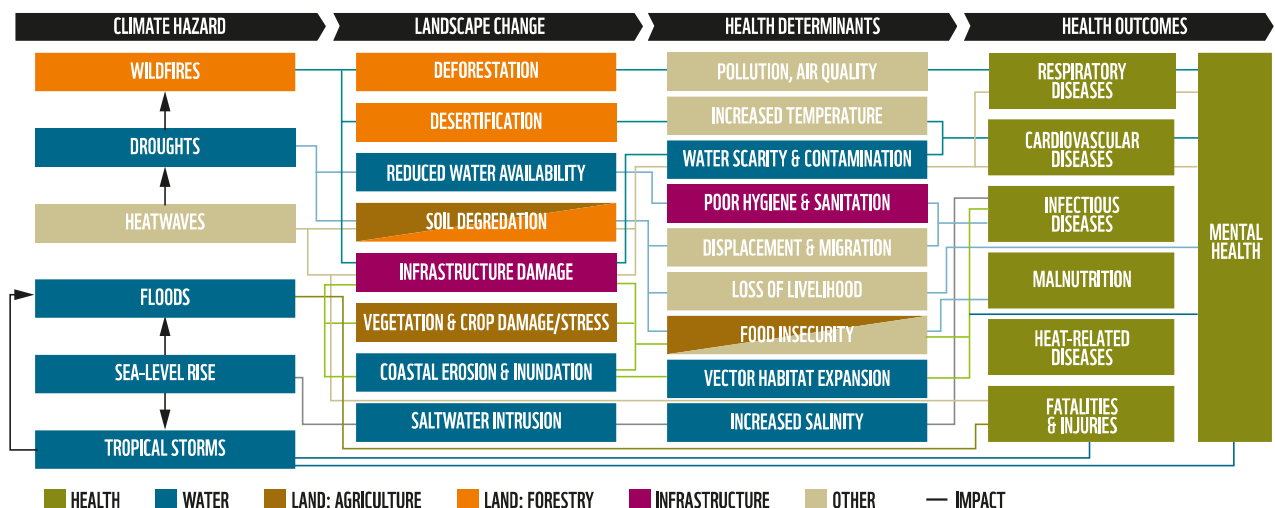 CLIMATE HAZARD
LANDSCAPE CHANGE
HEALTH DETERMINANTS
HEALTH OUTCOMES
WILDFIRES
DROUGHTS
HEATWAVES
FLOODS
SEA-LEVEL RISE
TROPICAL STORMS
DEFORESTATION
DESERTIFICATION
REDUCED WATER AVAILABILITY
SOIL DEGREDATION
INFRASTRUCTURE DAMAGE
VEGETATION & CROP DAMAGE/STRESS
COASTAL EROSION & INUNDATION
SALTWATER INTRUSION
POLLUTION, AIR QUALITY
INCREASED TEMPERATURE
WATER SCARITY & CONTAMINATION
POOR HYGIENE & SANITATION
DISPLACEMENT & MIGRATION
LOSS OF LIVELIHOOD
FOOD INSECURITY
VECTOR HABITAT EXPANSION
INCREASED SALINITY
RESPIRATORY
DISEASES
CARDIOVASCULAR
DISEASES
INFECTIOUS
DISEASES
MALNUTRITION
HEAT-RELATED
DISEASES
FATALITIES
& INJURIES
MENTAL
HEALTH
HEALTH
WATER
LAND: AGRICULTURE
LAND: FORESTRY
INFRASTRUCTURE
OTHER
IMPACT